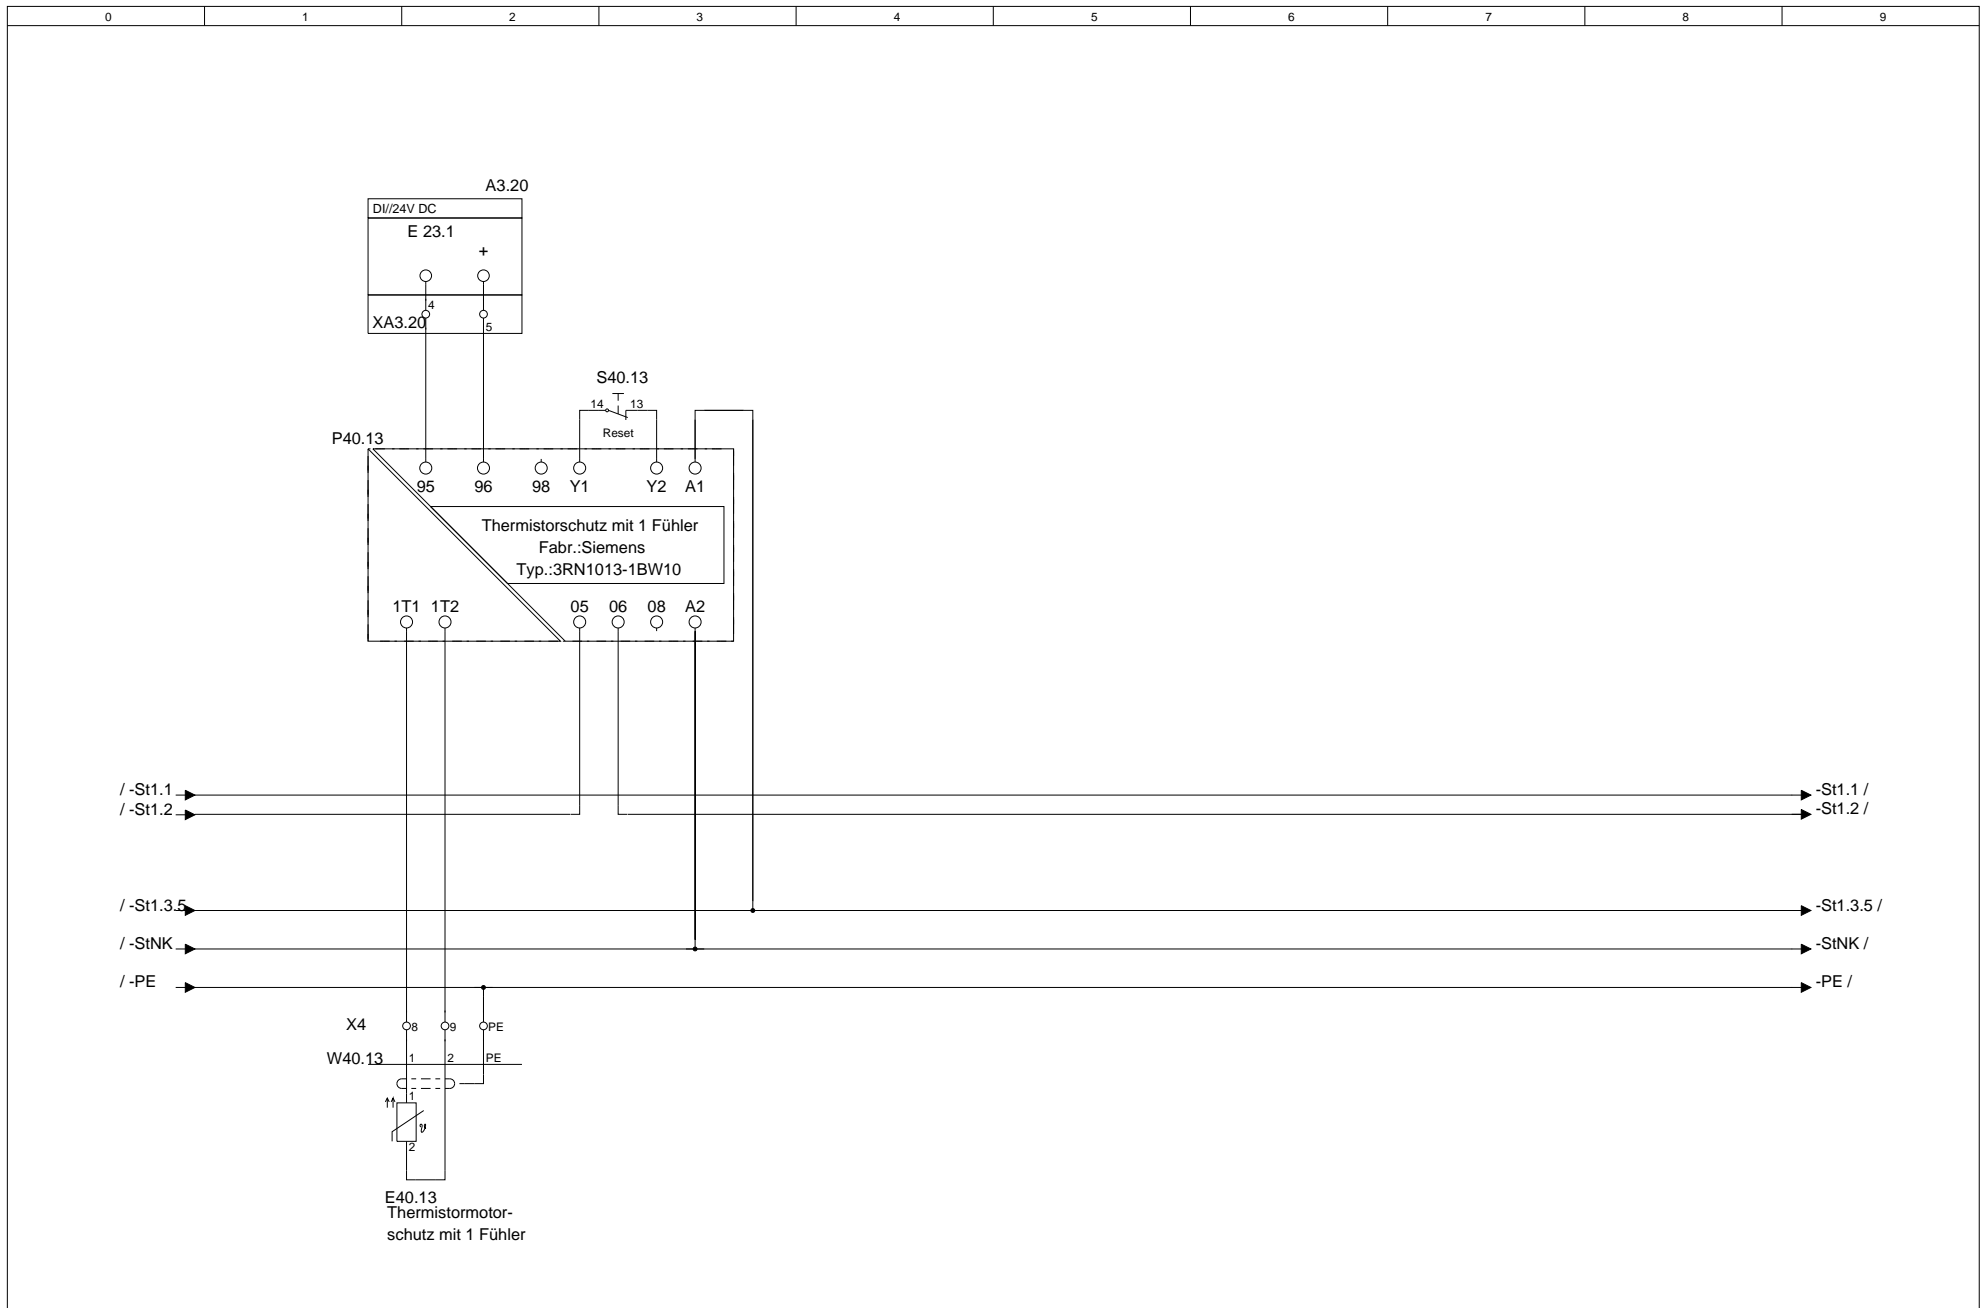 0 1 2 3 4 5 6 7 8 9
A3.20
DI//24V DC
E 23.1
+
4
XA3.20
5
S40.13
14 13
Reset
P40.13
95 96 98 Y1 Y2 A1
Thermistorschutz mit 1 Fühler
Fabr.:Siemens
Typ.:3RN1013-1BW10
1T1 1T2 05 06 08 A2
/ -St1.1 -St1.1 /
/ -St1.2 -St1.2 /
/ -St1.3.5 -St1.3.5 /
/ -StNK -StNK /
/ -PE -PE /
X4 8 9 PE
W40.13 1 2 PE
1
ϑ
2
E40.13
Thermistormotor-
schutz mit 1 Fühler